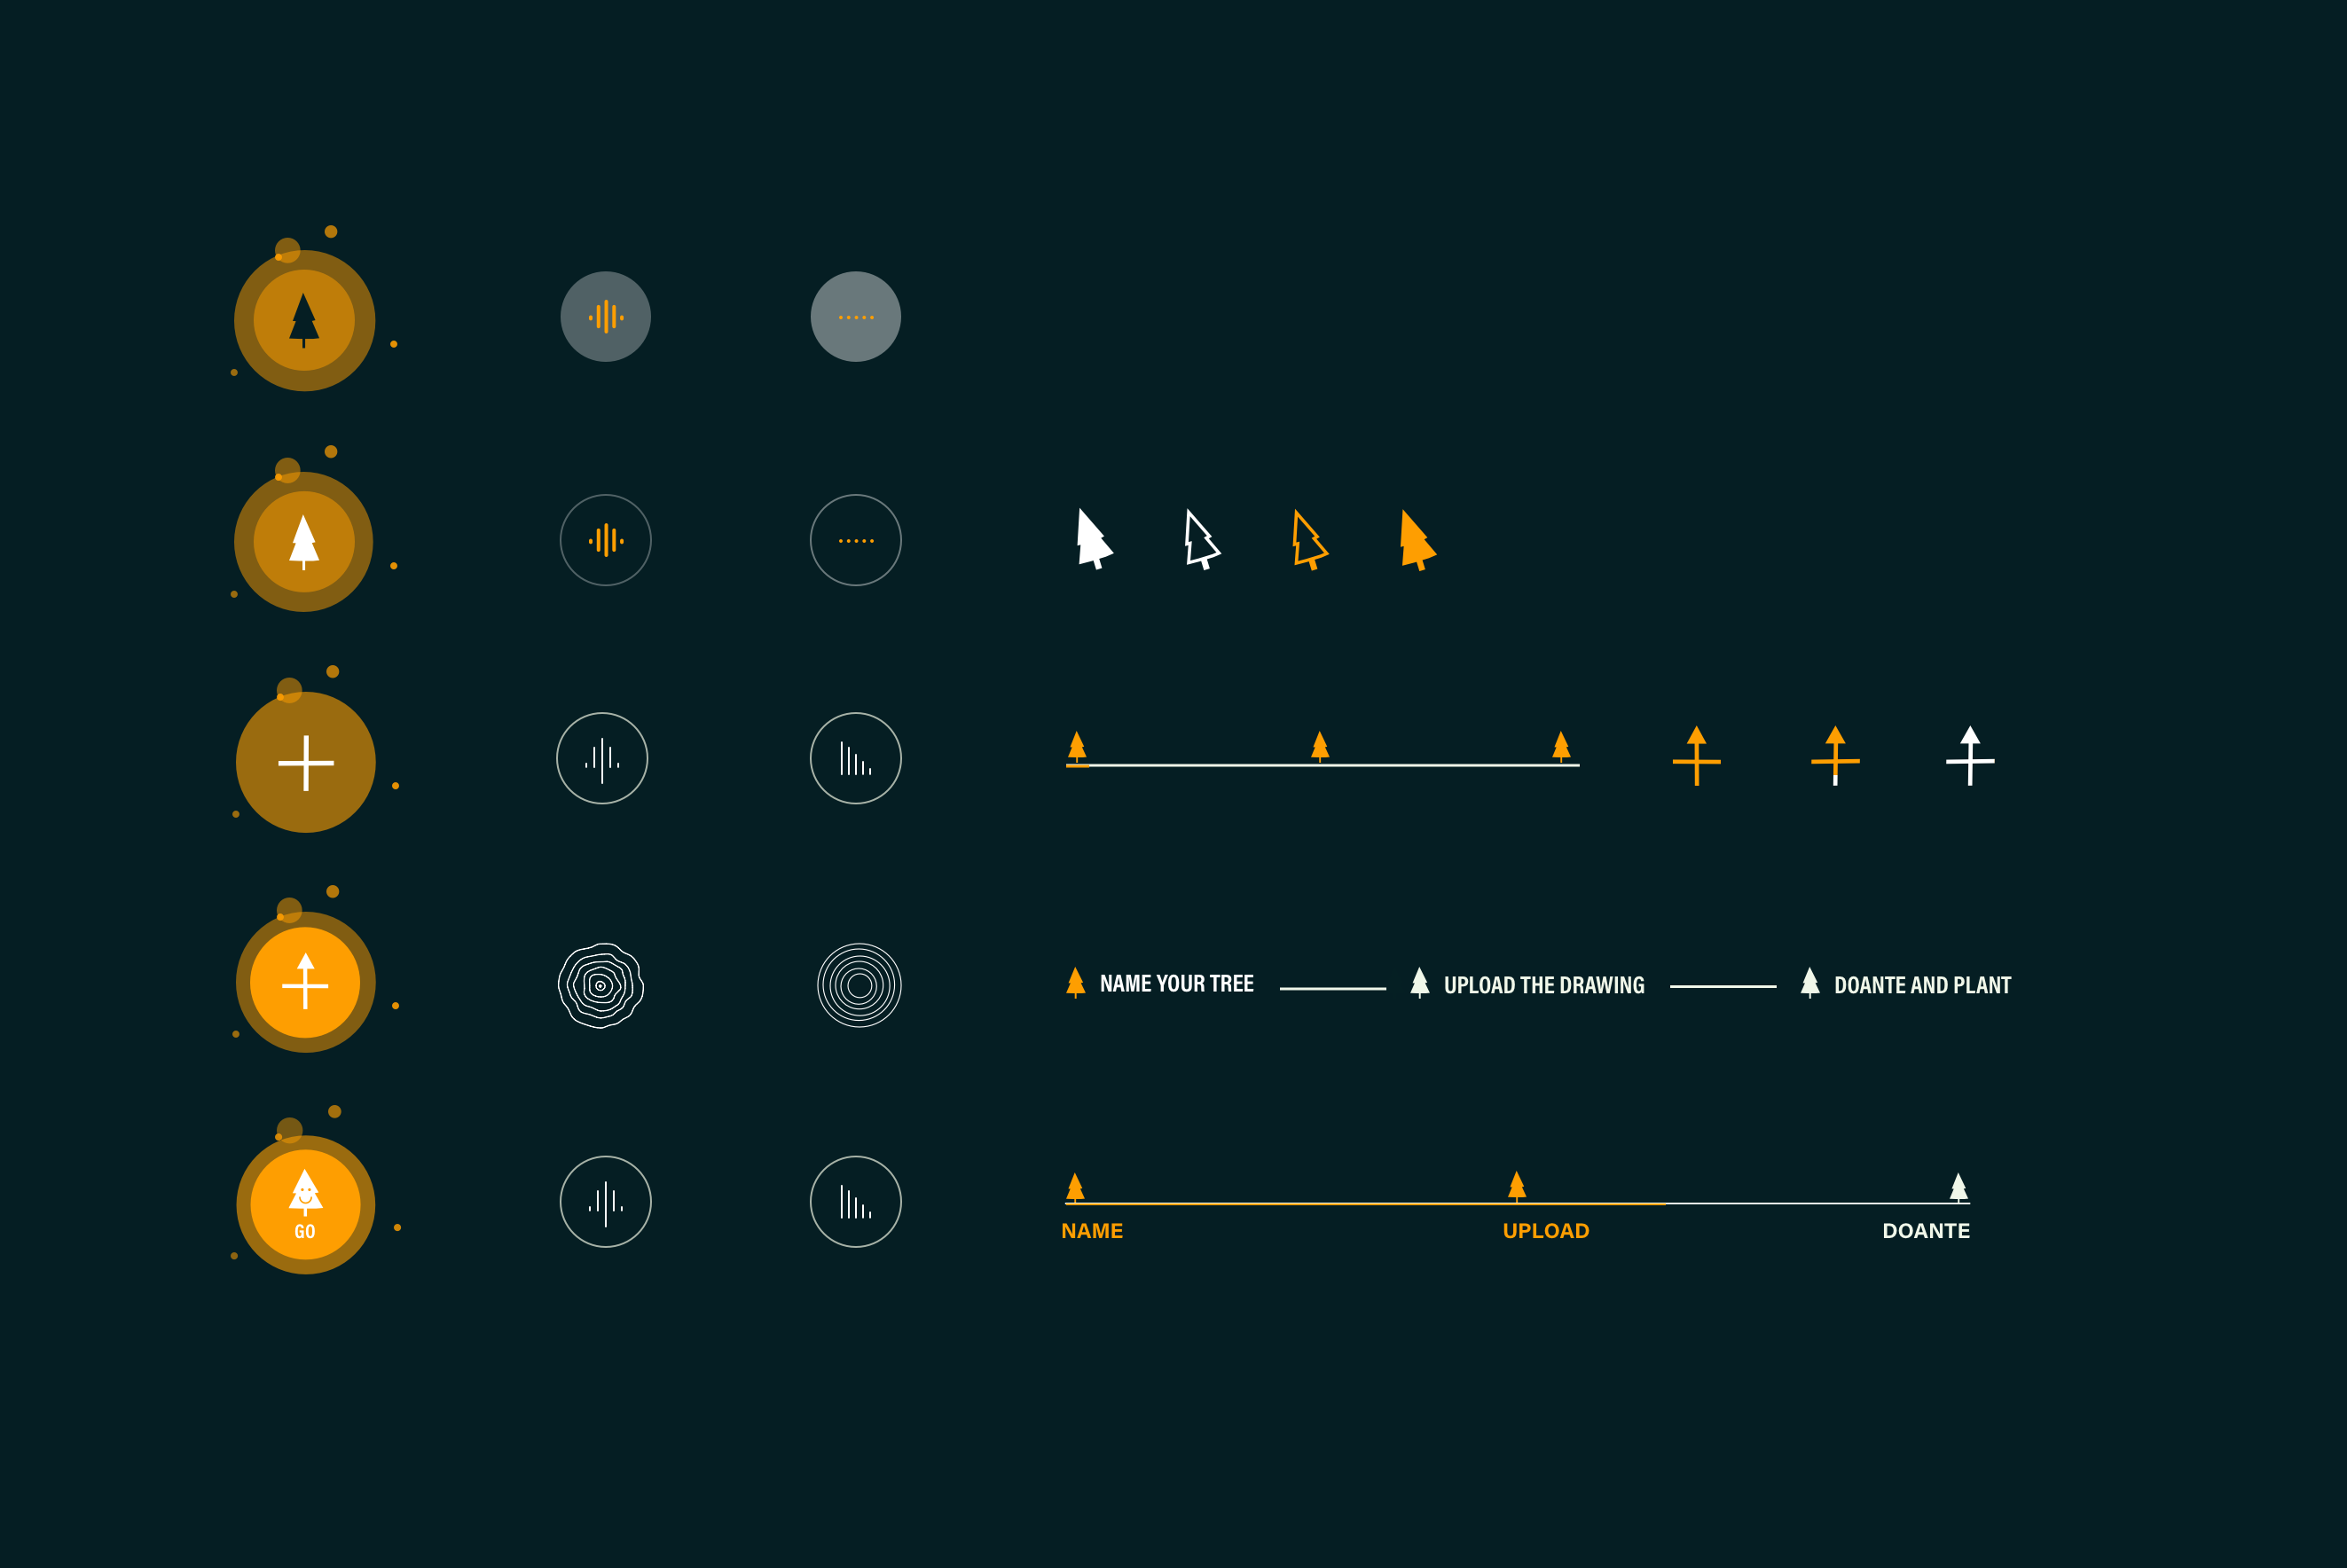 NAME YOUR TREE
UPLOAD THE DRAWING
DOANTE AND PLANT
GO
NAME
UPLOAD
DOANTE